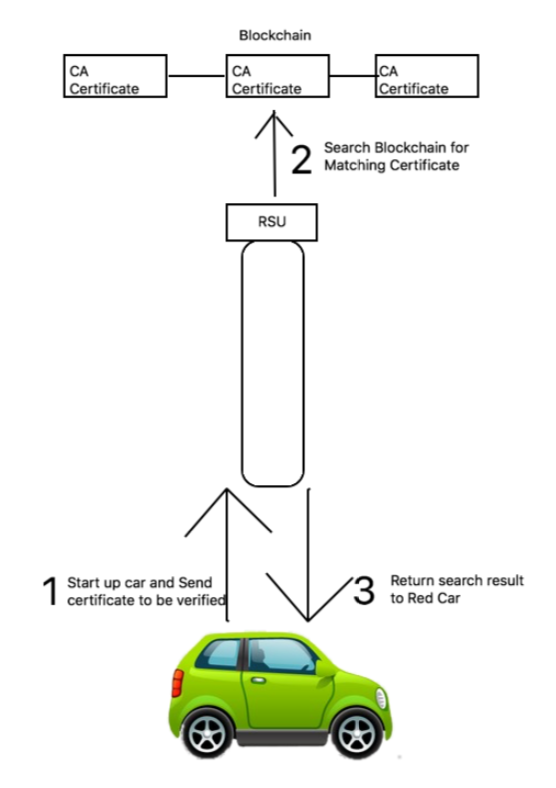 Blockchain
CA
Certificate
CA
Certificate
CA
Certificate
2
Search Blockchain for
Matching Certificate
RSU
1
Start up car and Send
certificate to be verified
3
Return search result
to Red Car